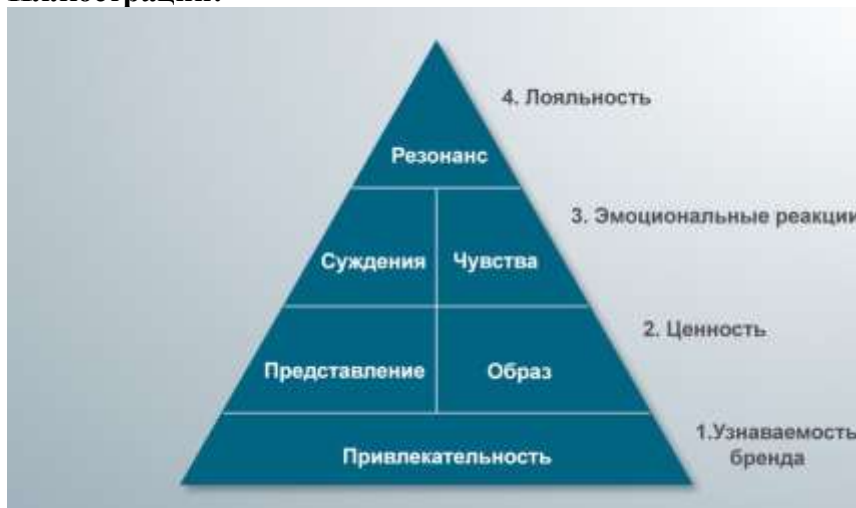 4. Лояльность
Резонанс
3. Эмоциональные реакции
Суждения
Чувства
2. Ценность
Представление
Образ
1.Узнаваемость
бренда
Привлекательность